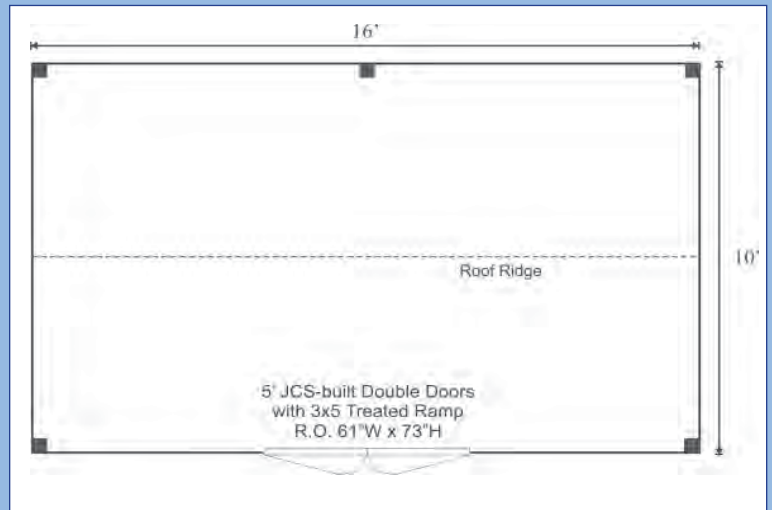 16'
10'
Roof Ridge
5' JCS-built Double Doors
with 3x5 Treated Ramp
R.O. 61"W x 73"H